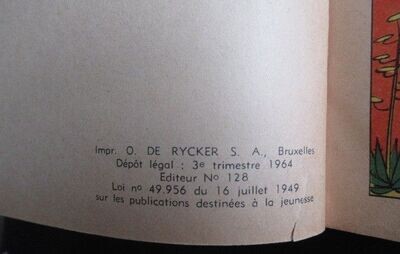 Impr. O. DE RYCKER S. A., Bruxelles
Dépôt légal : 3e trimestre 1964
Editeur No 128
Loi no 49.956 du 16 juillet 1949
sur les publications destinées à la jeunesse